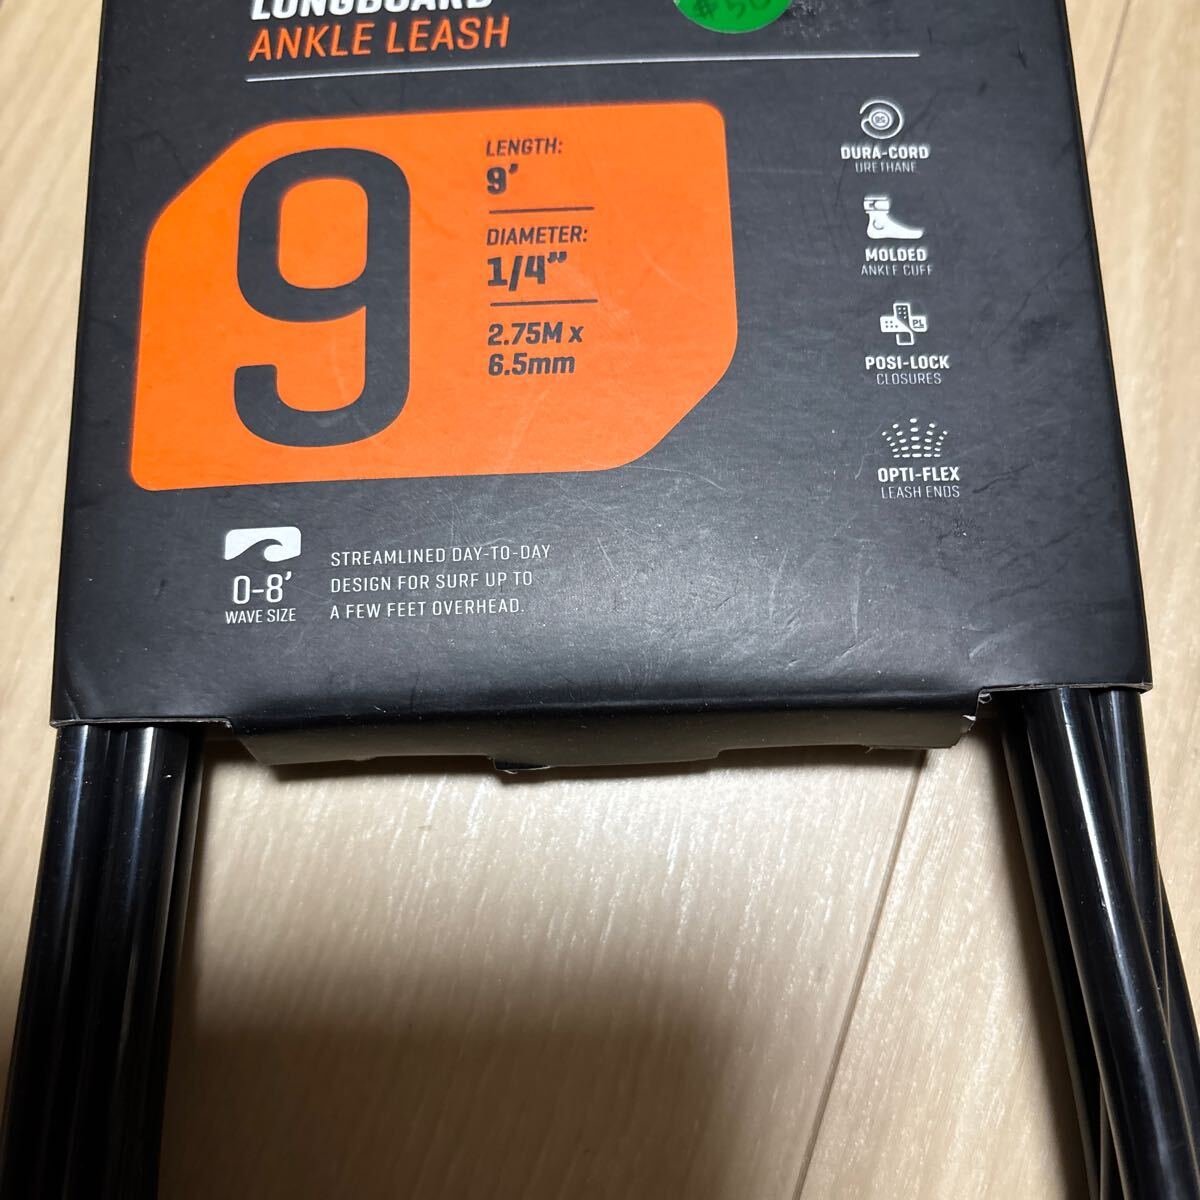 LONGBOARD
ANKLE LEASH
9
LENGTH:
9'
DIAMETER:
1/4"
2.75M x
6.5mm
DURA-CORD
URETHANE
MOLDED
ANKLE CUFF
PL
POSI-LOCK
CLOSURES
OPTI-FLEX
LEASH ENDS
0-8'
WAVE SIZE
STREAMLINED DAY-TO-DAY
DESIGN FOR SURF UP TO
A FEW FEET OVERHEAD.